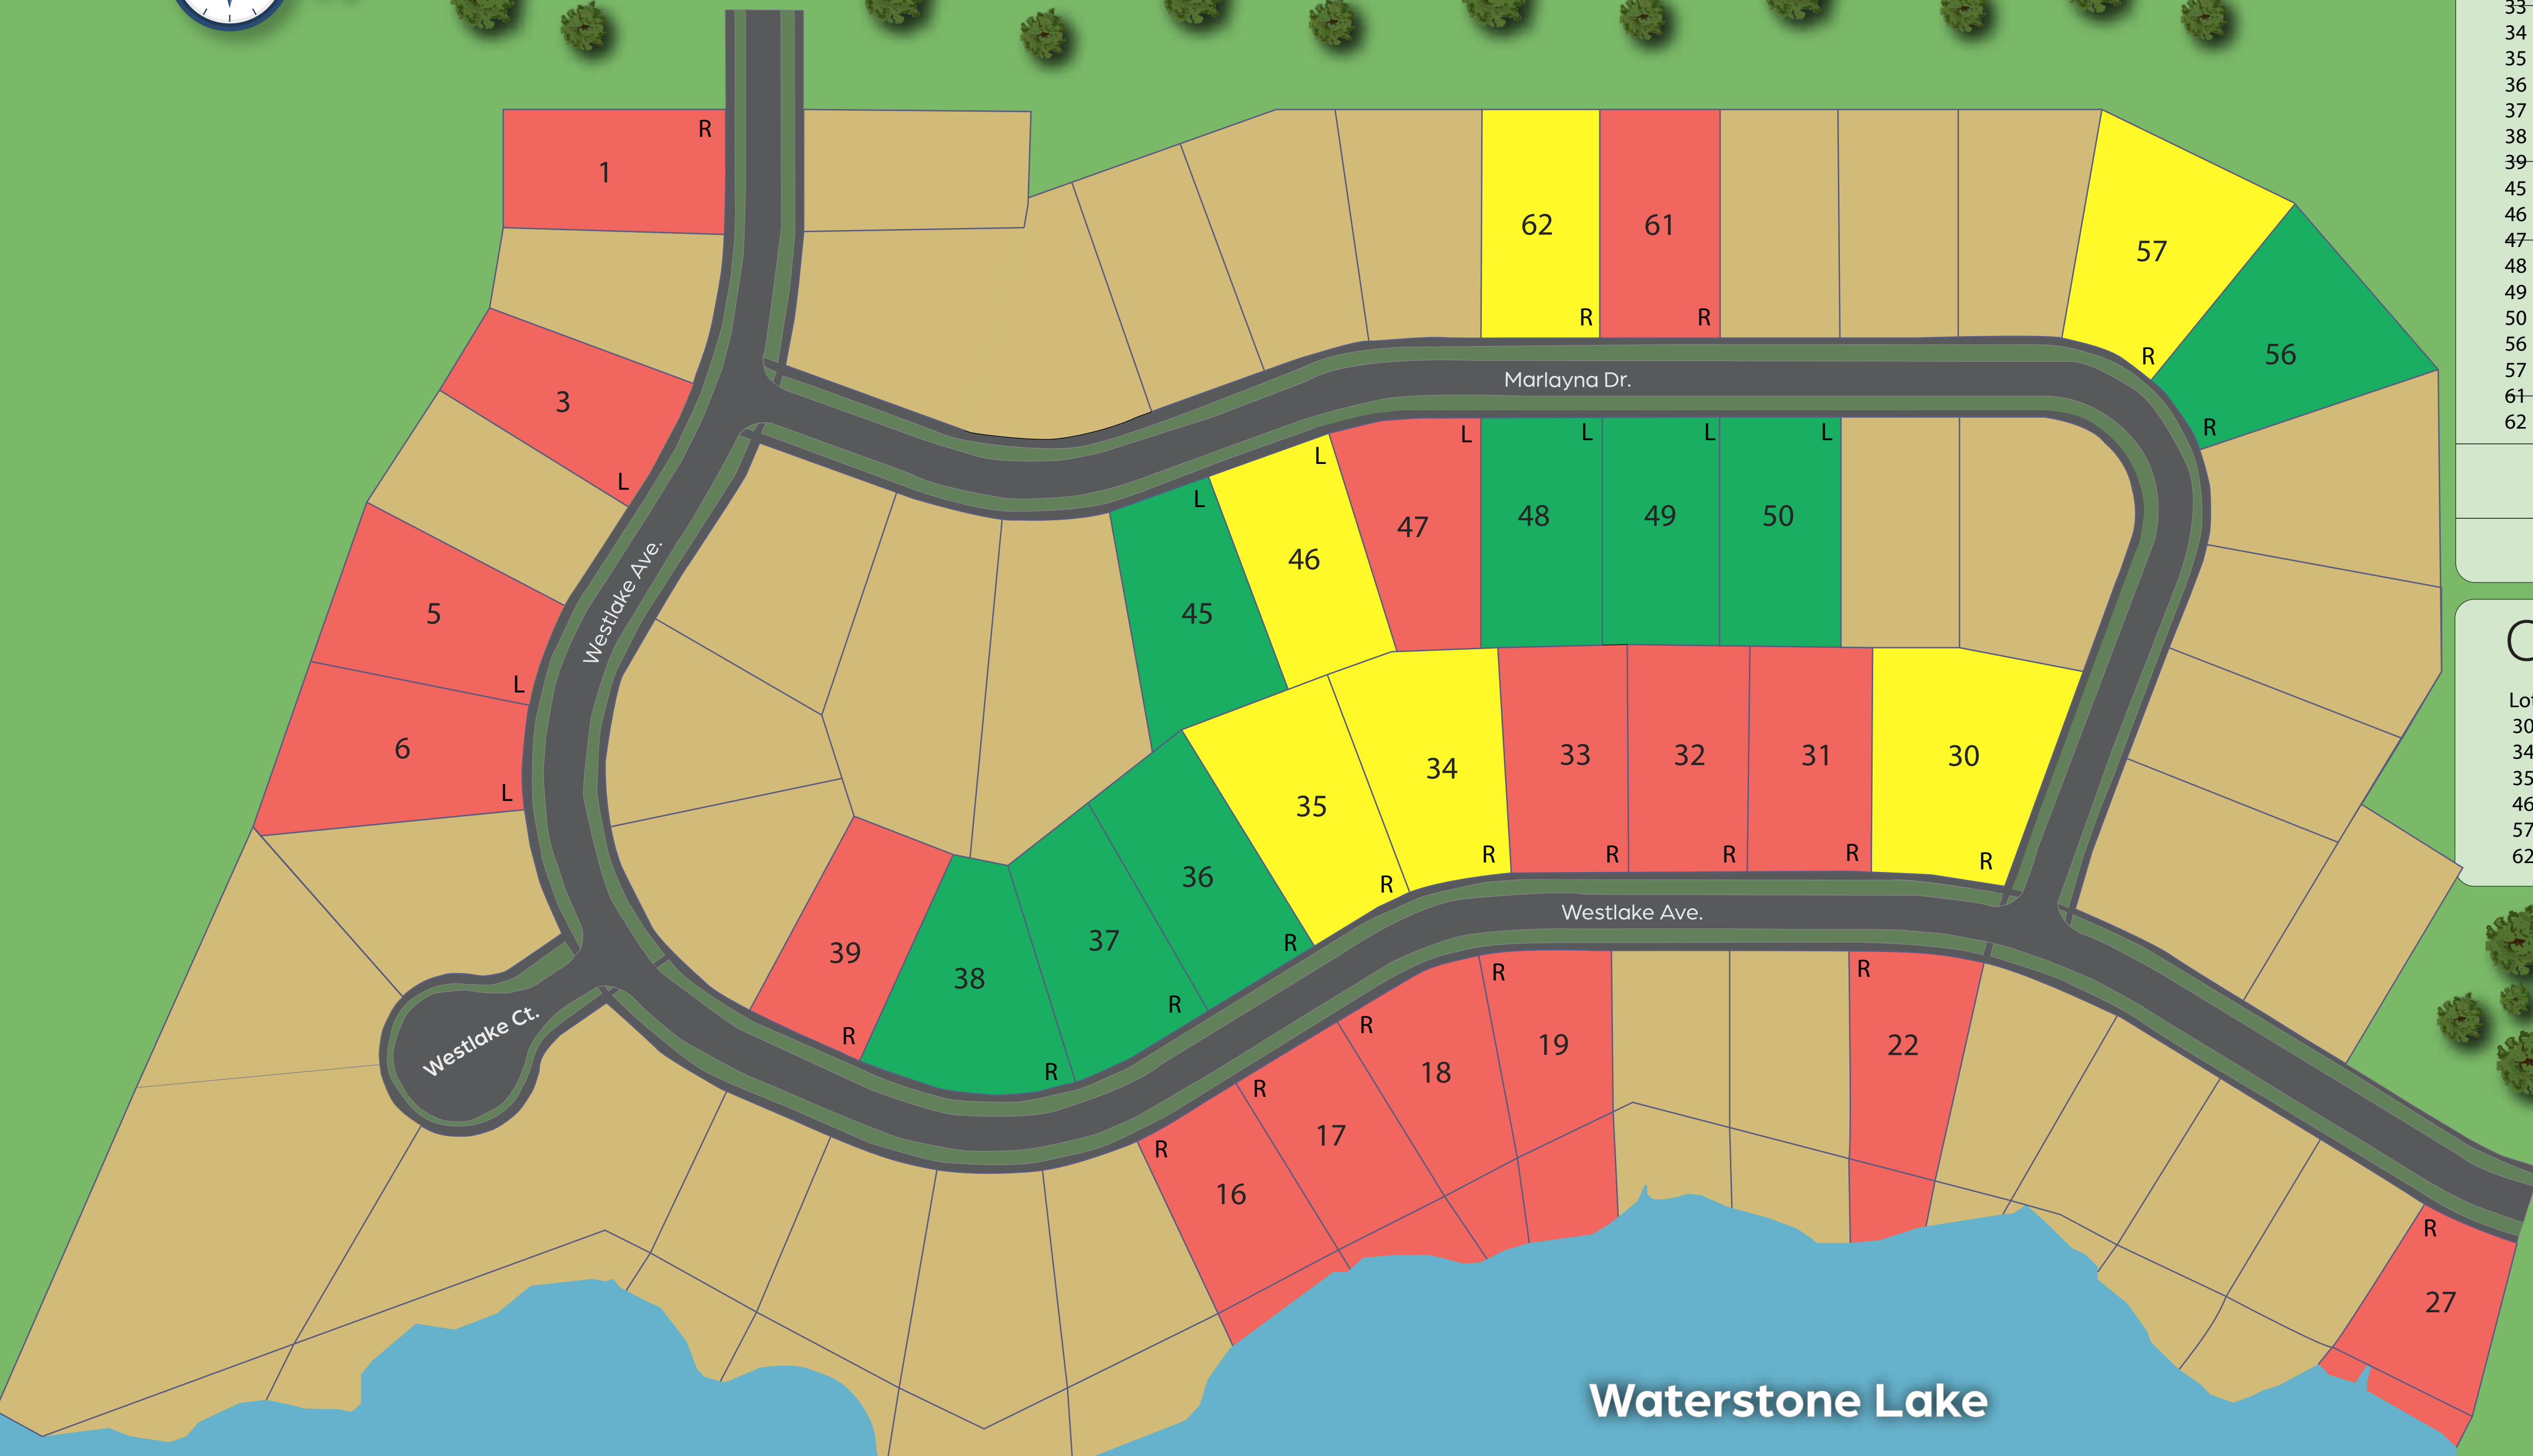 33
34
35
36
37
38
39
45
46
47
48
49
50
56
57
61
62
Lo
30
34
35
46
57
62
1 R
3 L
5 L
6 L
62 R
61 R
57 R
56 R
Marlayna Dr.
Westlake Ave.
45 L
46 L
47 L
48 L
49 L
50 L
39 R
38 R
37 R
36 R
35 R
34 R
33 R
32 R
31 R
30 R
Westlake Ave.
Westlake Ct.
R 16
R 17
R 18
R 19
R 22
R 27
Waterstone Lake